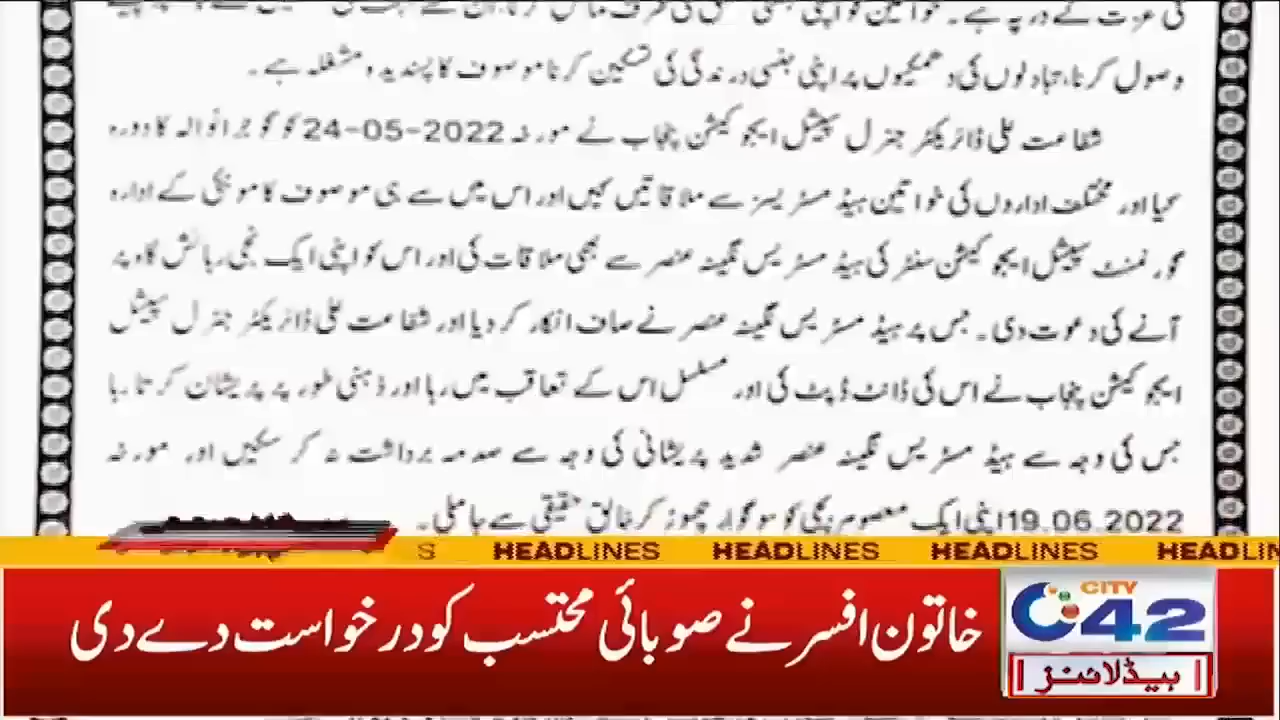 کی عزت کے درپہ ہے۔ خواتین کو اپنی
وصول کرنا، تبادلوں کی دھمکیوں پر اپنی جنسی درندگی کی تسکین کرنا موصوف کا پسندیدہ مشغلہ ہے۔
شفاعت علی ڈائریکٹر جنرل سپیشل ایجوکیشن پنجاب نے مورخہ 24-05-2022 کو گوجرانوالہ کا دورہ
کیا اور مختلف اداروں کی خواتین ہیڈ مسٹریسز سے ملاقاتیں کیں اور اس میں سے ہی موصوف کا مونکی کے ادارہ
گورنمنٹ سپیشل ایجوکیشن سنٹر کی ہیڈ مسٹریس نگینہ عنصر سے بھی ملاقات کی اور اس کو اپنی ایک نجی رہائش گاہ پر
آنے کی دعوت دی۔ جس پر ہیڈ مسٹریس نگینہ عنصر نے صاف انکار کر دیا اور شفاعت علی ڈائریکٹر جنرل سپیشل
ایجوکیشن پنجاب نے اس کی ڈانٹ ڈپٹ کی اور مسلسل اس کے تعاقب میں رہا اور ذہنی طور پر پریشان کرتا رہا
جس کی وجہ سے ہیڈ مسٹریس نگینہ عنصر شدید پریشانی کی وجہ سے صدمہ برداشت نہ کر سکیں اور مورخہ
19.06.2022 اپنی ایک معصوم بچی کو سوگوار چھوڑ کر خالق حقیقی سے جا ملی۔
S HEADLINES HEADLINES HEADLINES HEADLIN
خاتون افسر نے صوبائی محتسب کو درخواست دے دی
CITY
42
ہیڈلائنز